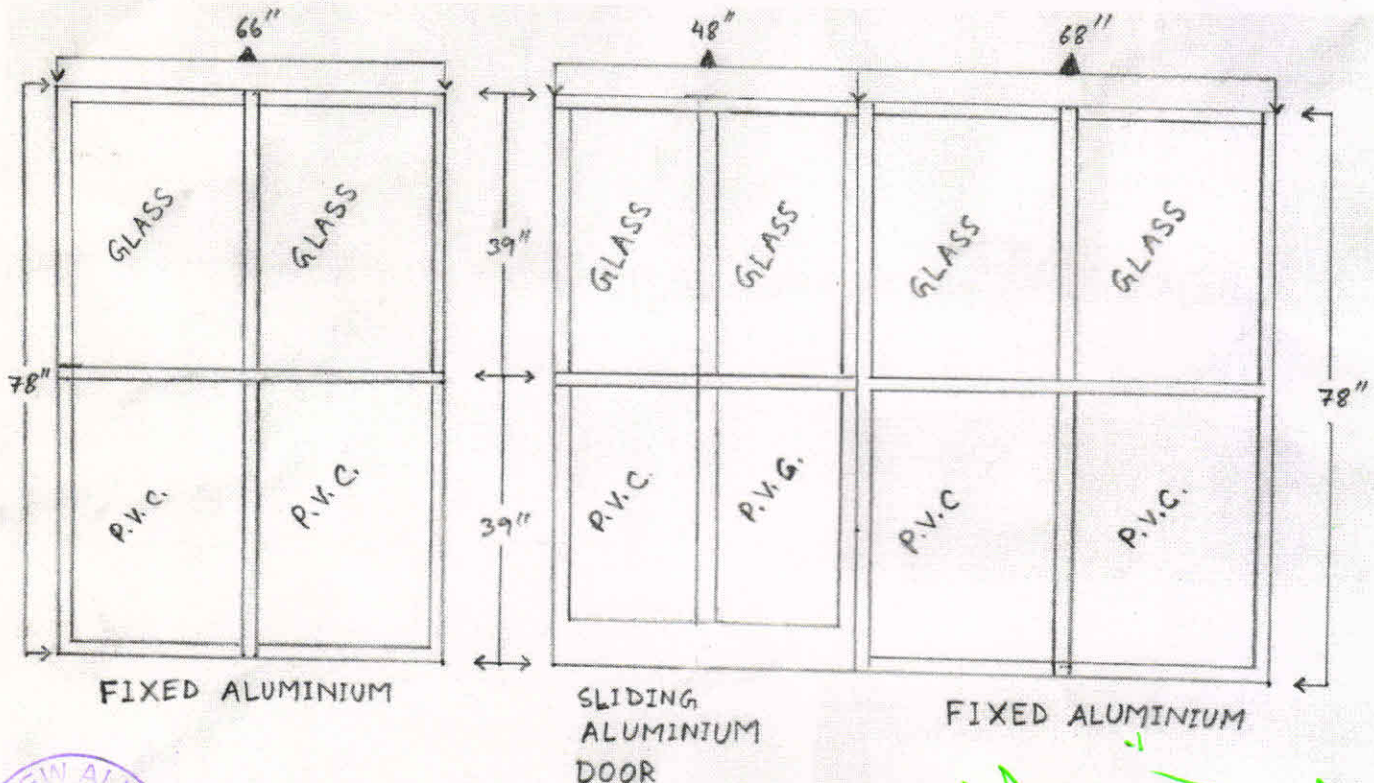 66"
48"
68"
GLASS
GLASS
GLASS
GLASS
GLASS
GLASS
39"
78"
78"
P.V.C.
P.V.C.
39"
P.V.C.
P.V.G.
P.V.C
P.V.C.
FIXED ALUMINIUM
SLIDING
ALUMINIUM
DOOR
FIXED ALUMINIUM